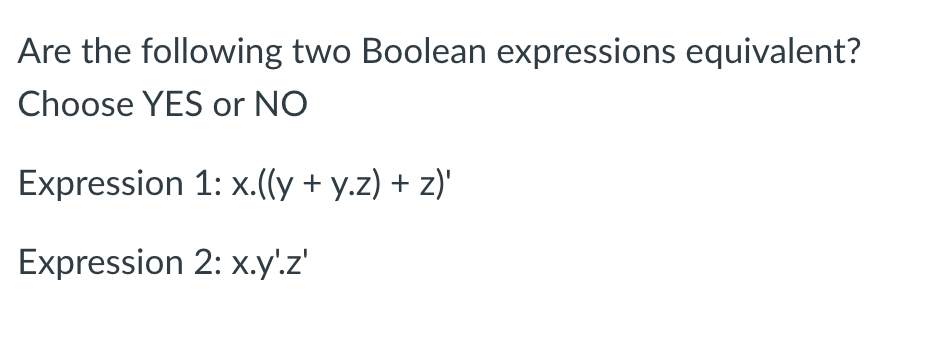 Are the following two Boolean expressions equivalent?
Choose YES or NO
Expression 1: x.((y + y.z) + z)'
Expression 2: x.y'.z'